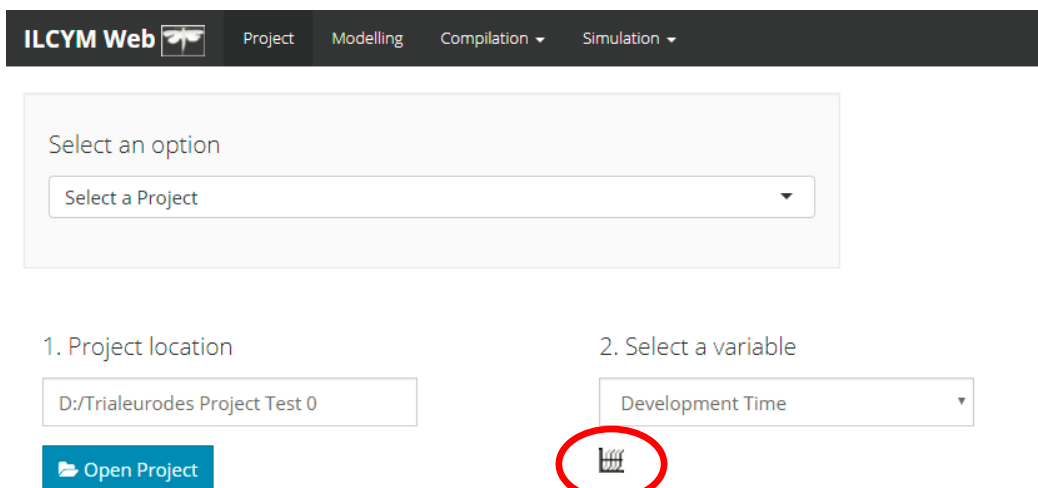 ILCYM Web Project Modelling Compilation Simulation
Select an option
Select a Project
1. Project location
2. Select a variable
D:/Trialeurodes Project Test 0
Development Time
Open Project